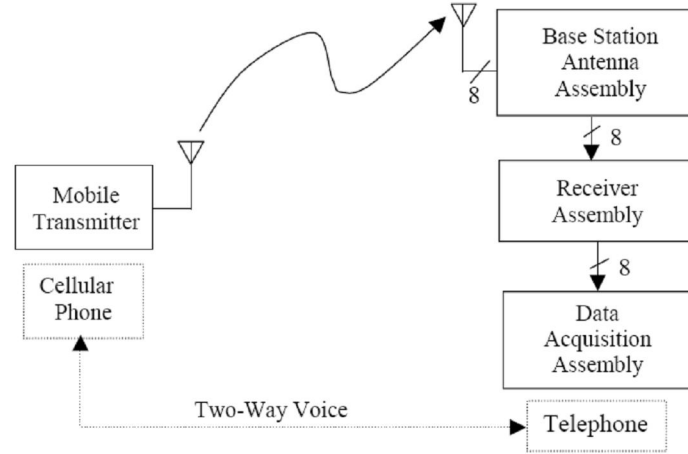 Base Station
Antenna
Assembly
8
8
Mobile
Transmitter
Receiver
Assembly
8
Cellular
Phone
Data
Acquisition
Assembly
Two-Way Voice
Telephone